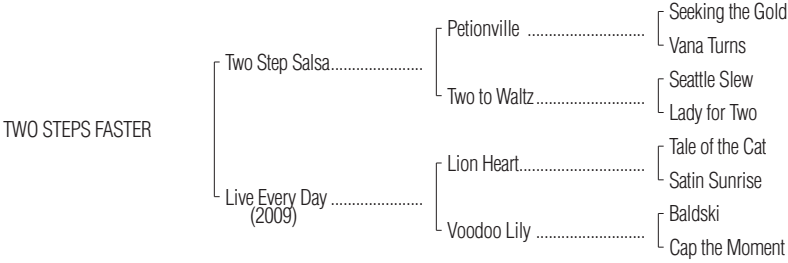 Seeking the Gold
Petionville ..........................
Vana Turns
Two Step Salsa......................
Seattle Slew
Two to Waltz........................
Lady for Two
TWO STEPS FASTER
Tale of the Cat
Lion Heart............................
Satin Sunrise
Live Every Day ......................
(2009)
Baldski
Voodoo Lily ........................
Cap the Moment